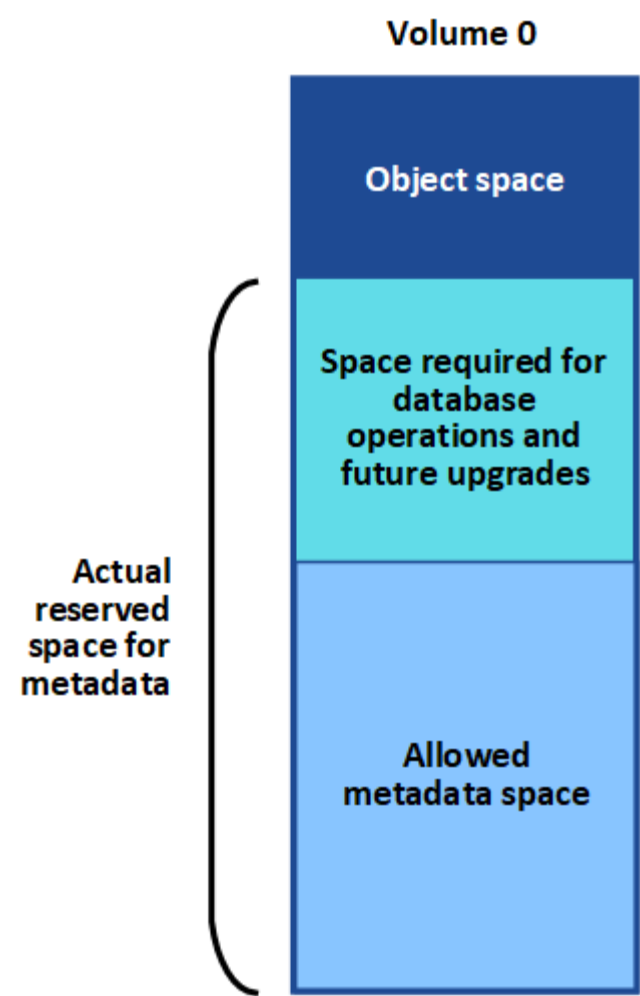 Volume 0
Object space
Space required for
database
operations and
future upgrades
Actual
reserved
space for
metadata
Allowed
metadata space